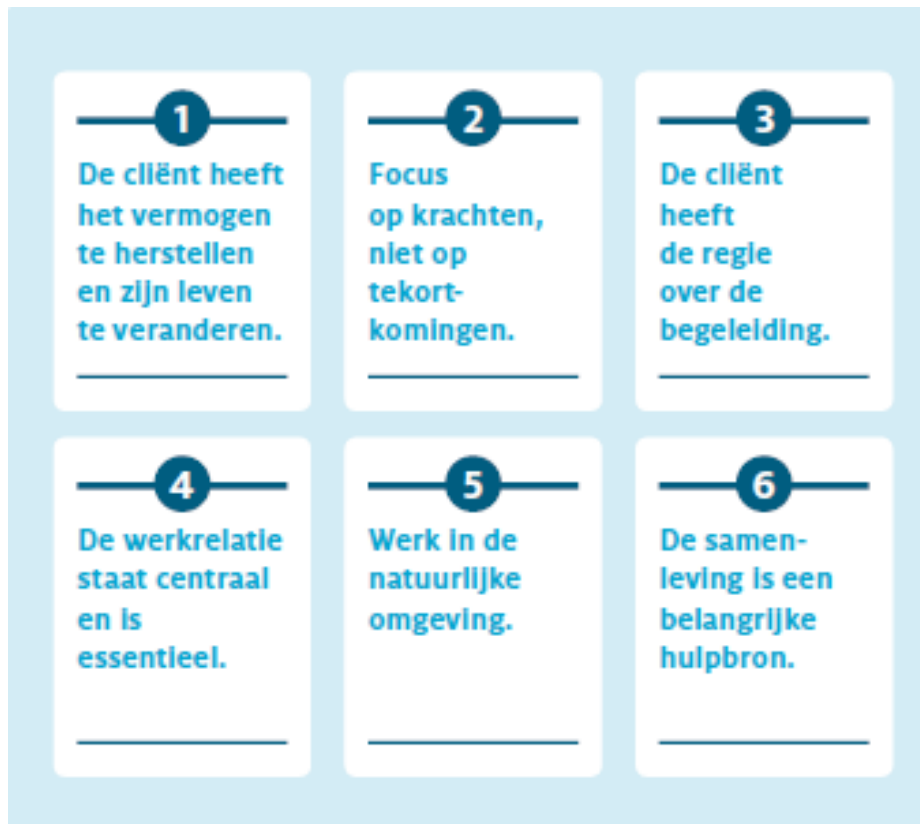 1
De cliënt heeft
het vermogen
te herstellen
en zijn leven
te veranderen.
2
Focus
op krachten,
niet op
tekort-
komingen.
3
De cliënt
heeft
de regie
over de
begeleiding.
4
De werkrelatie
staat centraal
en is
essentieel.
5
Werk in de
natuurlijke
omgeving.
6
De samen-
leving is een
belangrijke
hulpbron.